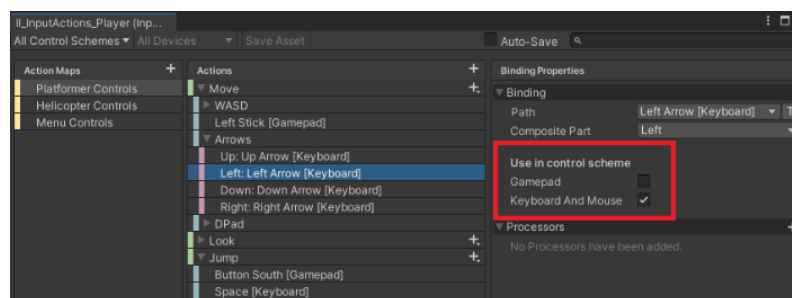 II_InputActions_Player (Inp...
All Control Schemes All Devices Save Asset Auto-Save
Action Maps
Platformer Controls
Helicopter Controls
Menu Controls
Actions
Move
WASD
Left Stick [Gamepad]
Arrows
Up: Up Arrow [Keyboard]
Left: Left Arrow [Keyboard]
Down: Down Arrow [Keyboard]
Right: Right Arrow [Keyboard]
DPad
Look
Jump
Button South [Gamepad]
Space [Keyboard]
Binding Properties
Binding
Path Left Arrow [Keyboard] T
Composite Part Left
Use in control scheme
Gamepad
Keyboard And Mouse
Processors
No Processors have been added.